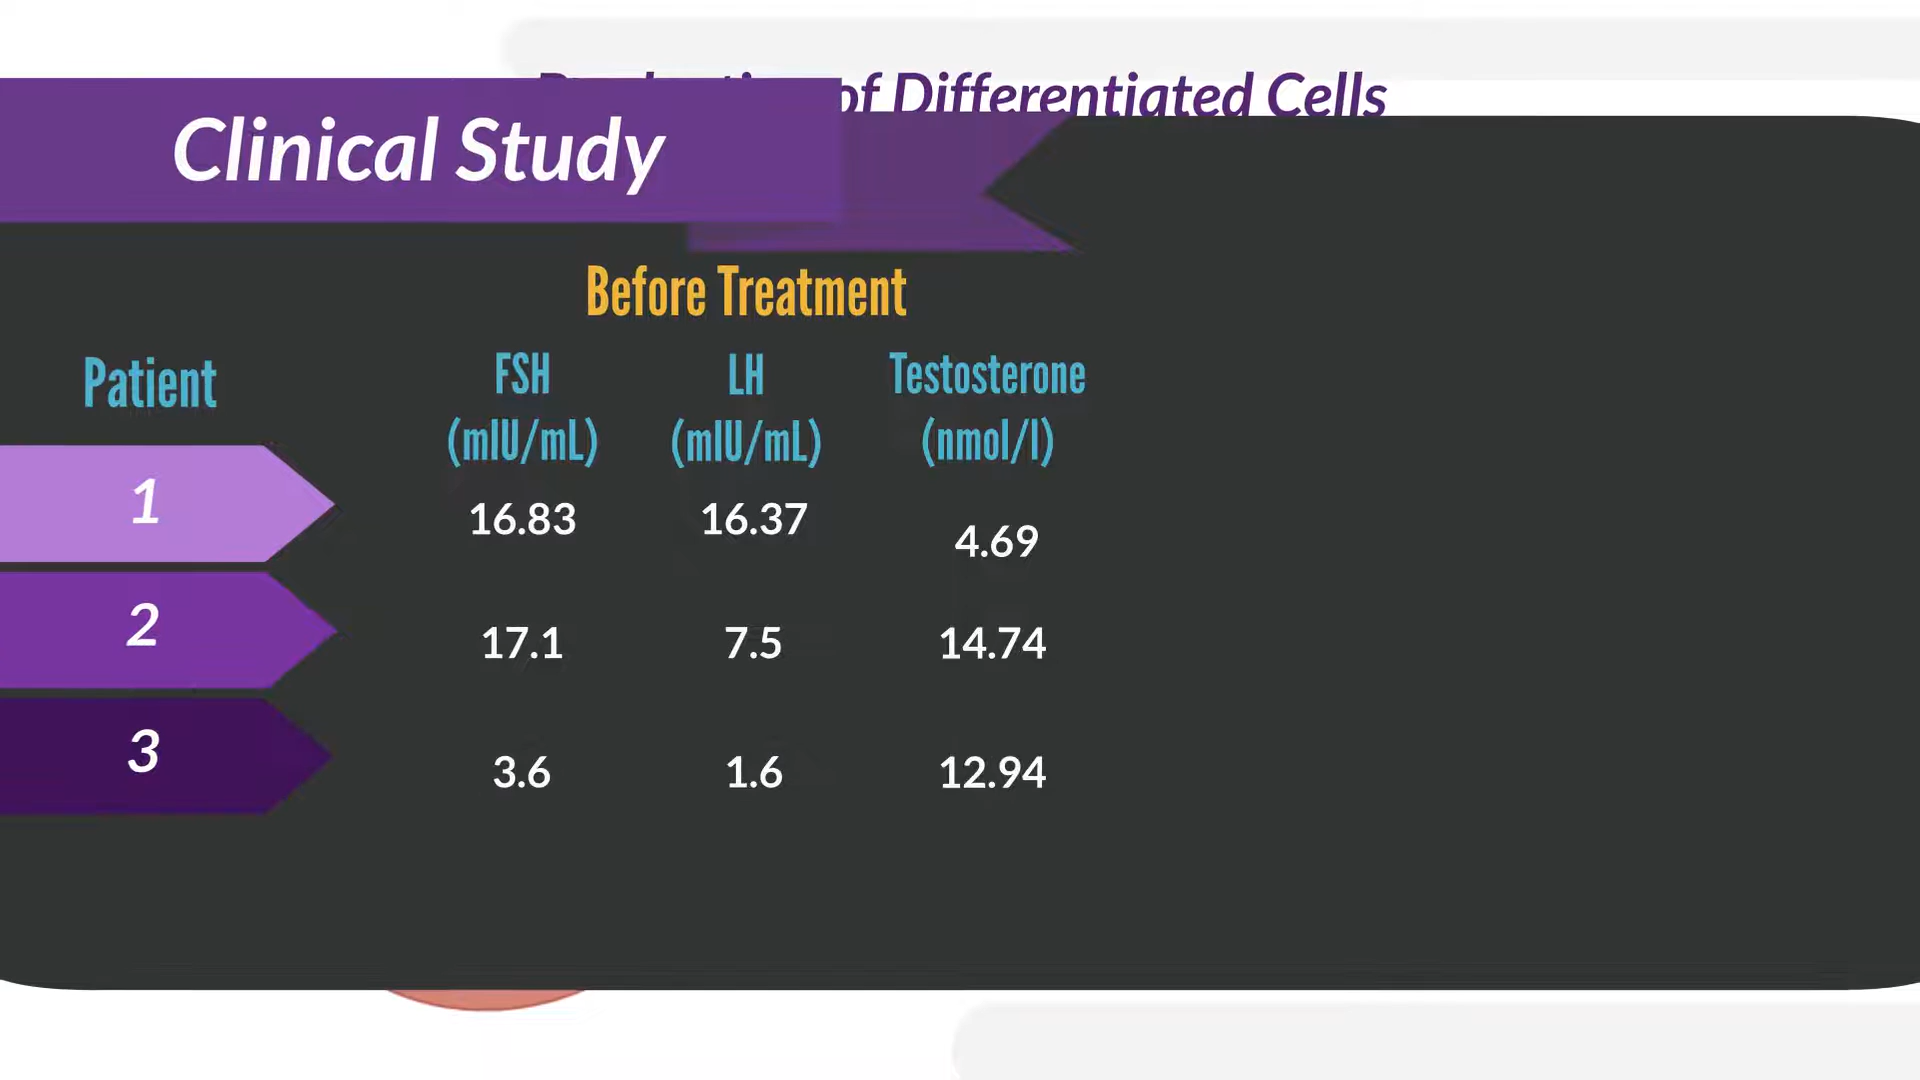 of Differentiated Cells
Clinical Study
Before Treatment
Patient FSH LH Testosterone
(mIU/mL) (mIU/mL) (nmol/l)
1 16.83 16.37 4.69
2 17.1 7.5 14.74
3 3.6 1.6 12.94